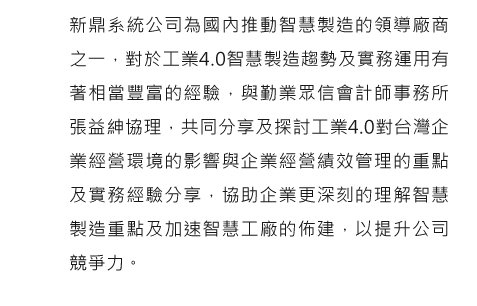 新鼎系統公司為國內推動智慧製造的領導廠商
之一，對於工業4.0智慧製造趨勢及實務運用有
著相當豐富的經驗，與勤業眾信會計師事務所
張益紳協理，共同分享及探討工業4.0對台灣企
業經營環境的影響與企業經營績效管理的重點
及實務經驗分享，協助企業更深刻的理解智慧
製造重點及加速智慧工廠的佈建，以提升公司
競爭力。